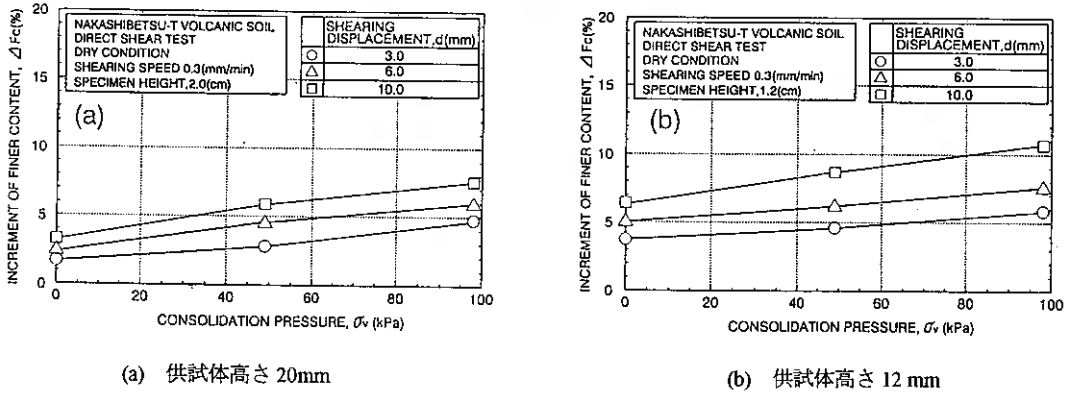 NAKASHIBETSU-T VOLCANIC SOIL
DIRECT SHEAR TEST
DRY CONDITION
SHEARING SPEED 0.3(mm/min)
SPECIMEN HEIGHT,2.0(cm)
SHEARING
DISPLACEMENT,d(mm)
3.0
6.0
10.0
(a)
INCREMENT OF FINER CONTENT, ⊿Fc(%)
20
15
10
5
0
0
20
40
60
80
100
CONSOLIDATION PRESSURE, σv (kPa)
(a) 供試体高さ 20mm
NAKASHIBETSU-T VOLCANIC SOIL
DIRECT SHEAR TEST
DRY CONDITION
SHEARING SPEED 0.3(mm/min)
SPECIMEN HEIGHT,1.2(cm)
SHEARING
DISPLACEMENT,d(mm)
3.0
6.0
10.0
(b)
INCREMENT OF FINER CONTENT, ⊿Fc(%)
20
15
10
5
0
0
20
40
60
80
100
CONSOLIDATION PRESSURE, σv (kPa)
(b) 供試体高さ 12 mm